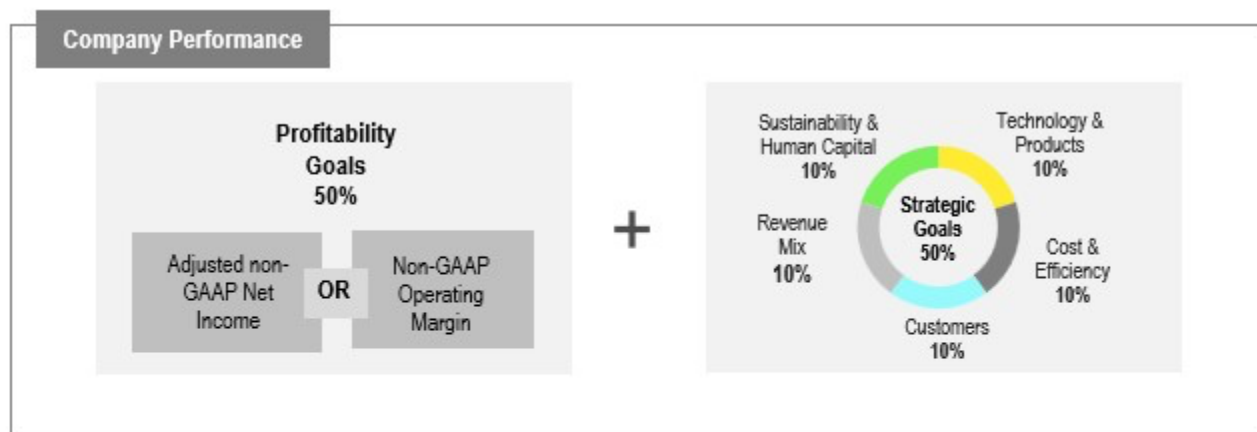 Company Performance
Profitability
Goals
50%
Adjusted non-
GAAP Net
Income
OR
Non-GAAP
Operating
Margin
+
Sustainability &
Human Capital
10%
Technology &
Products
10%
Strategic
Goals
50%
Revenue
Mix
10%
Cost &
Efficiency
10%
Customers
10%